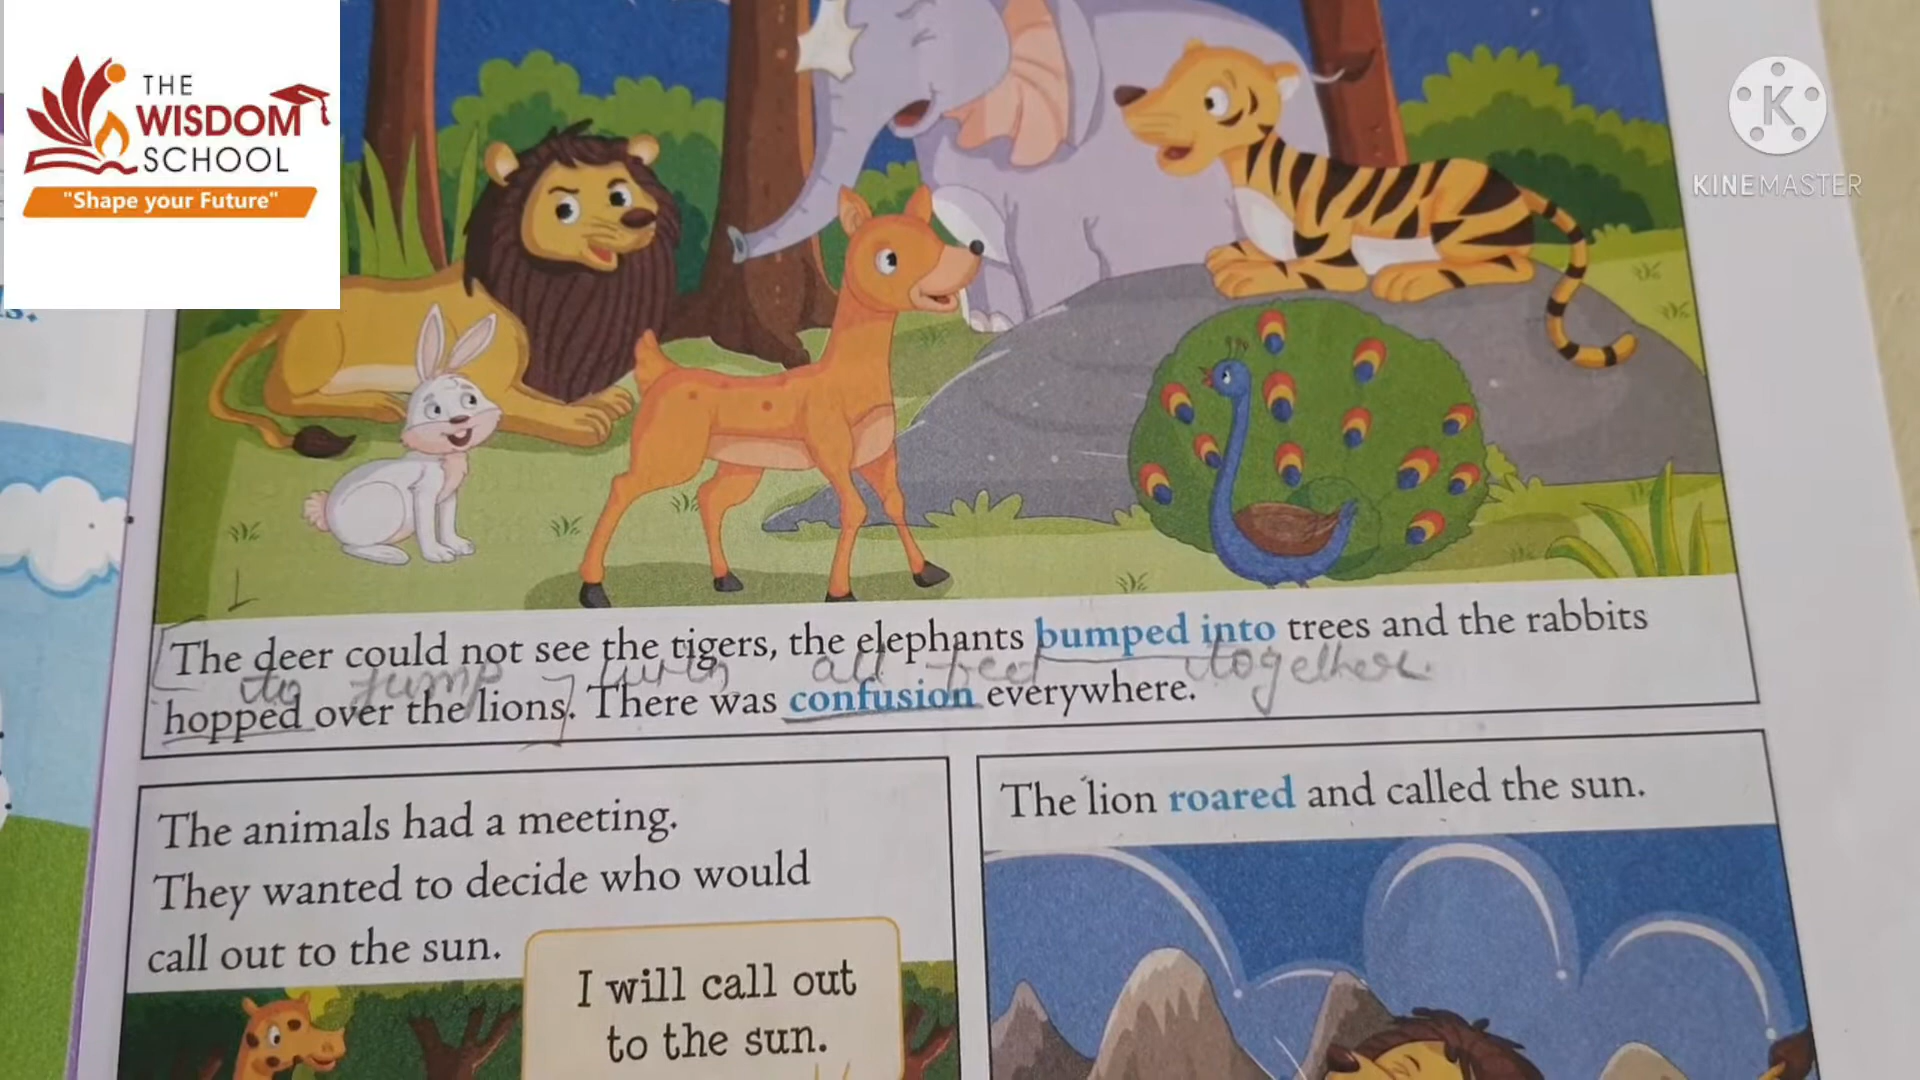 THE
WISDOM
SCHOOL
"Shape your Future"
K
KINEMASTER
s.
The deer could not see the tigers, the elephants bumped into trees and the rabbits
to jump with all feet together.
hopped over the lions. There was confusion everywhere.
The animals had a meeting.
They wanted to decide who would
call out to the sun.
I will call out
to the sun.
The lion roared and called the sun.